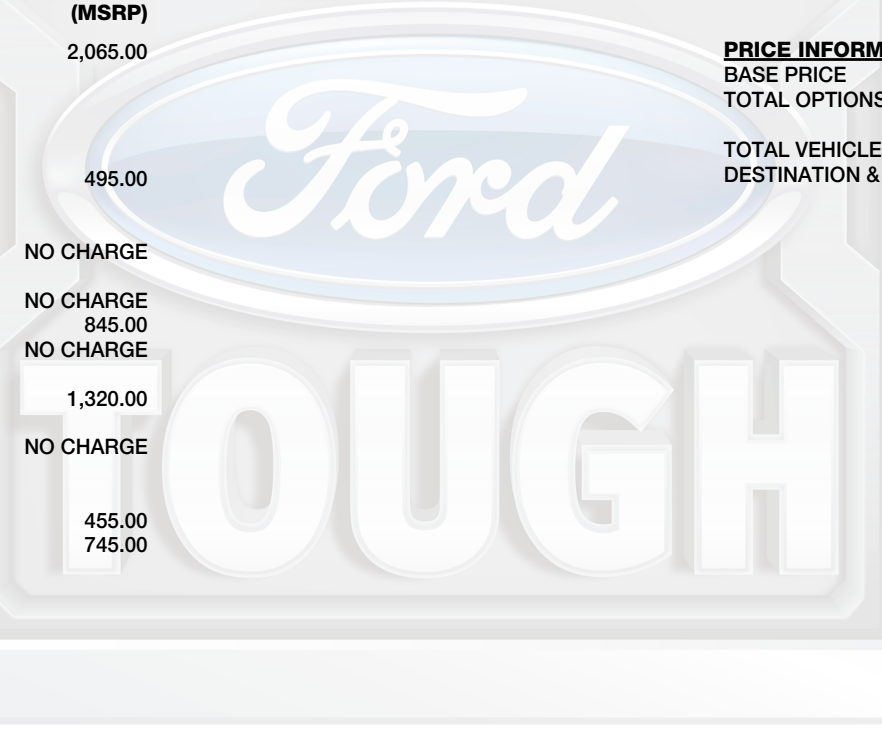 (MSRP)
2,065.00
495.00
NO CHARGE
NO CHARGE
845.00
NO CHARGE
1,320.00
NO CHARGE
455.00
745.00
PRICE INFORM
BASE PRICE
TOTAL OPTIONS
TOTAL VEHICLE
DESTINATION &
Ford
TOUGH